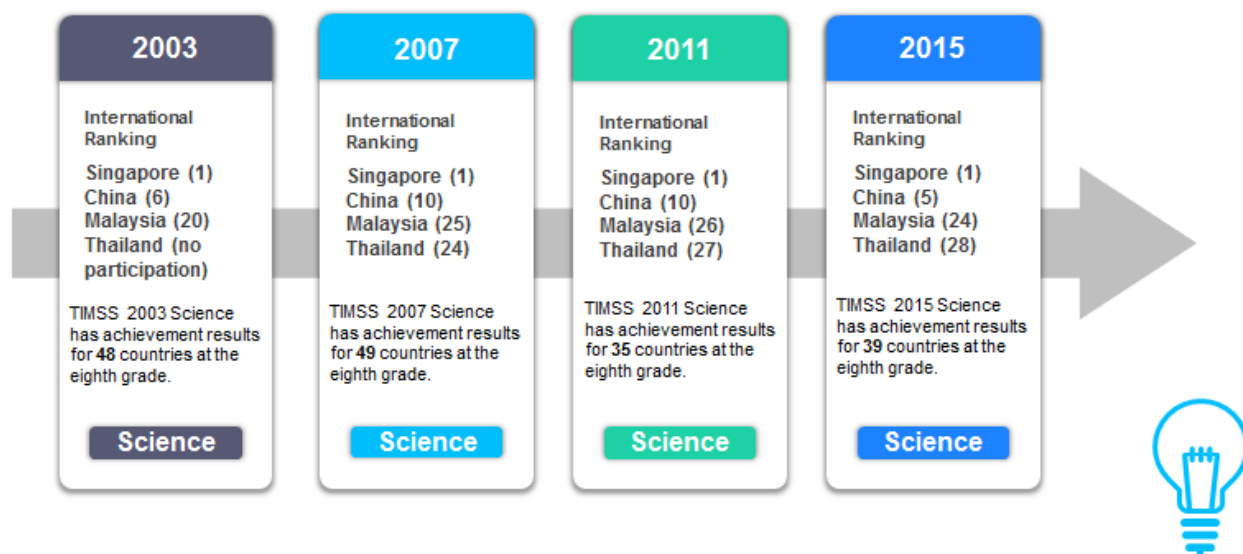 2003
International
Ranking
Singapore (1)
China (6)
Malaysia (20)
Thailand (no
participation)
TIMSS 2003 Science
has achievement results
for 48 countries at the
eighth grade.
Science
2007
International
Ranking
Singapore (1)
China (10)
Malaysia (25)
Thailand (24)
TIMSS 2007 Science
has achievement results
for 49 countries at the
eighth grade.
Science
2011
International
Ranking
Singapore (1)
China (10)
Malaysia (26)
Thailand (27)
TIMSS 2011 Science
has achievement results
for 35 countries at the
eighth grade.
Science
2015
International
Ranking
Singapore (1)
China (5)
Malaysia (24)
Thailand (28)
TIMSS 2015 Science
has achievement results
for 39 countries at the
eighth grade.
Science